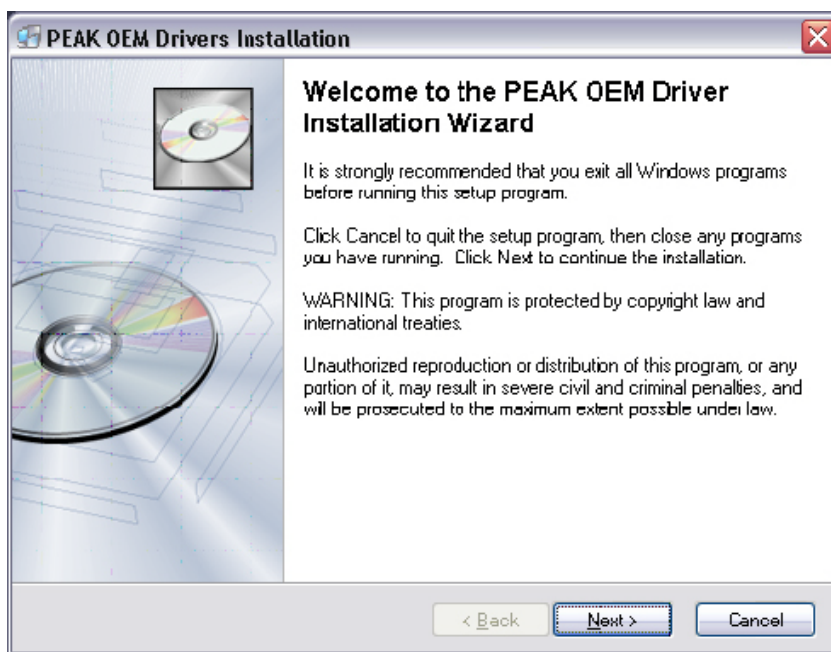 PEAK OEM Drivers Installation
Welcome to the PEAK OEM Driver
Installation Wizard
It is strongly recommended that you exit all Windows programs
before running this setup program.
Click Cancel to quit the setup program, then close any programs
you have running. Click Next to continue the installation.
WARNING: This program is protected by copyright law and
international treaties.
Unauthorized reproduction or distribution of this program, or any
portion of it, may result in severe civil and criminal penalties, and
will be prosecuted to the maximum extent possible under law.
< Back
Next >
Cancel